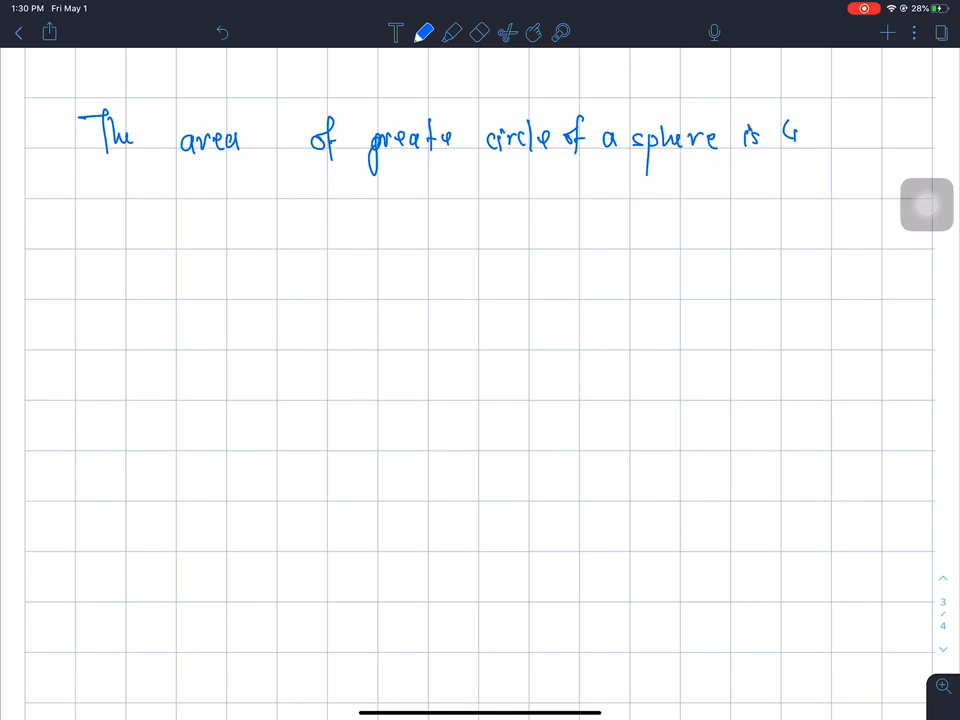 1:30 PM Fri May 1
28%
T
The area of greate circle of a sphere is
3
4